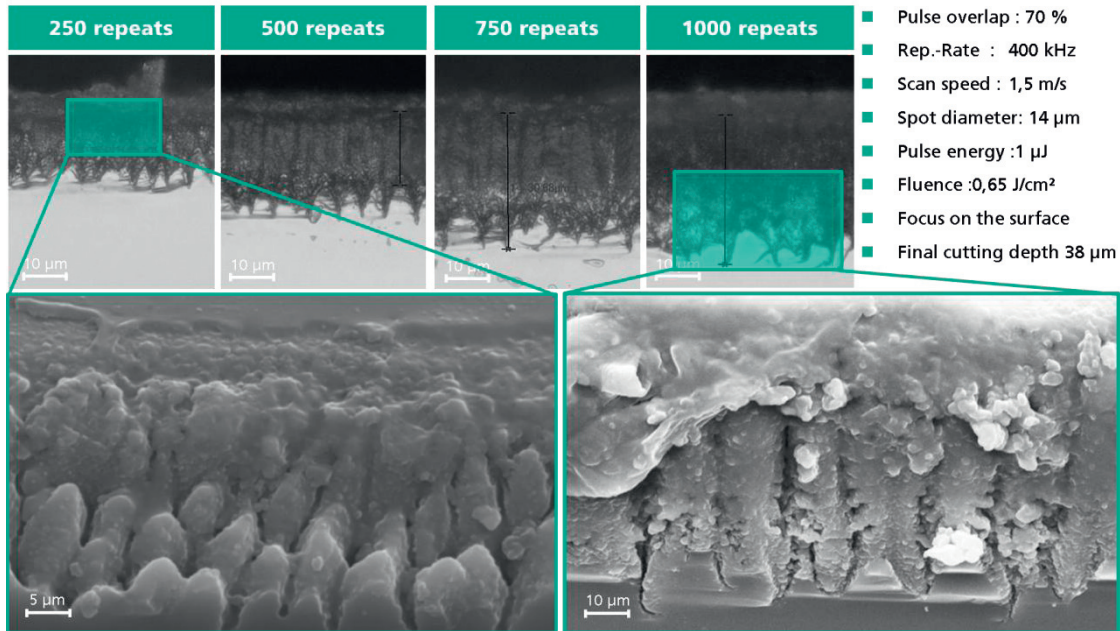 250 repeats
500 repeats
750 repeats
1000 repeats
10 µm
10 µm
10 µm
10 µm
Pulse overlap : 70 %
Rep.-Rate : 400 kHz
Scan speed : 1,5 m/s
Spot diameter: 14 µm
Pulse energy :1 µJ
Fluence :0,65 J/cm²
Focus on the surface
Final cutting depth 38 µm
5 µm
10 µm